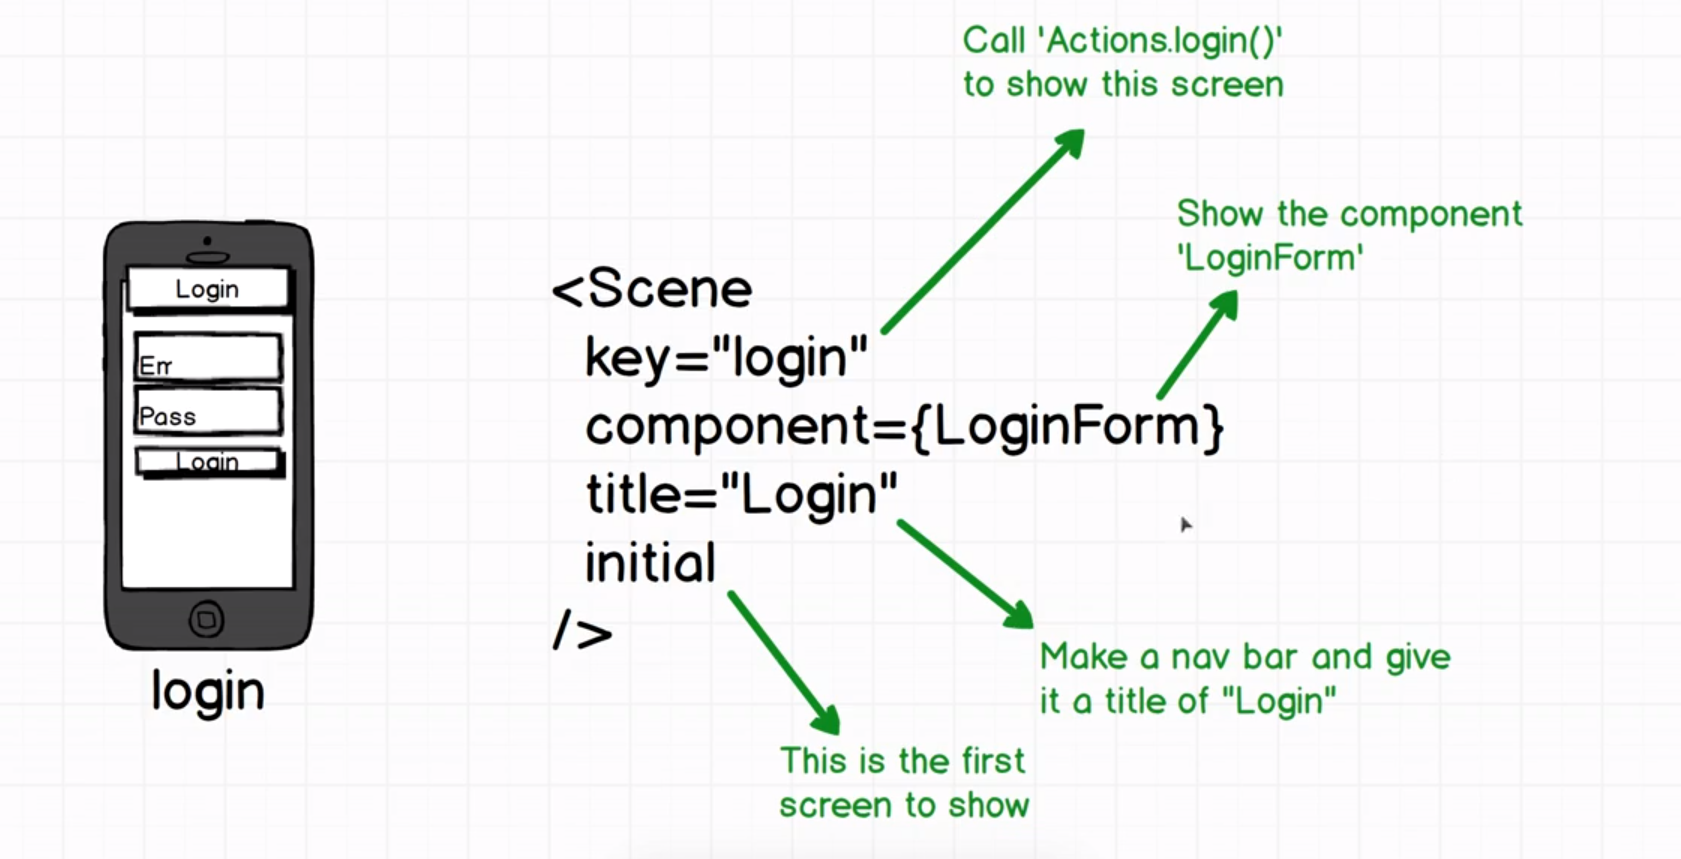 Call 'Actions.login()'
to show this screen
Show the component
'LoginForm'
Login
Err
Pass
Login
login
<Scene
key="login"
component={LoginForm}
title="Login"
initial
/>
Make a nav bar and give
it a title of "Login"
This is the first
screen to show